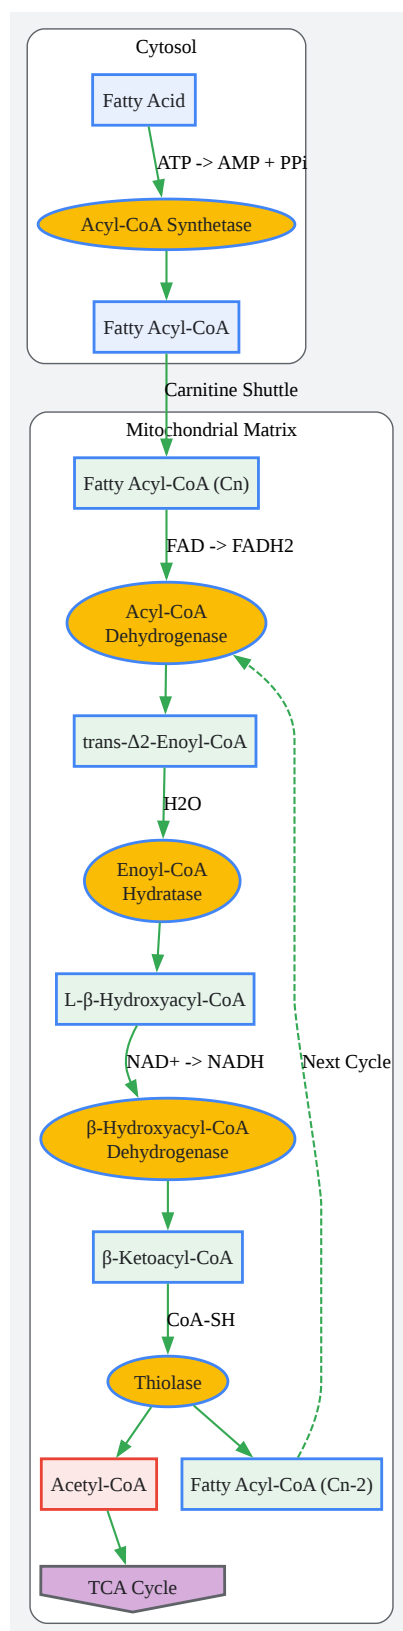 Cytosol
Fatty Acid
ATP -> AMP + PPi
Acyl-CoA Synthetase
Fatty Acyl-CoA
Carnitine Shuttle
Mitochondrial Matrix
Fatty Acyl-CoA (Cn)
FAD -> FADH2
Acyl-CoA
Dehydrogenase
trans-Δ2-Enoyl-CoA
H2O
Enoyl-CoA
Hydratase
L-β-Hydroxyacyl-CoA
NAD+ -> NADH
Next Cycle
β-Hydroxyacyl-CoA
Dehydrogenase
β-Ketoacyl-CoA
CoA-SH
Thiolase
Acetyl-CoA
Fatty Acyl-CoA (Cn-2)
TCA Cycle